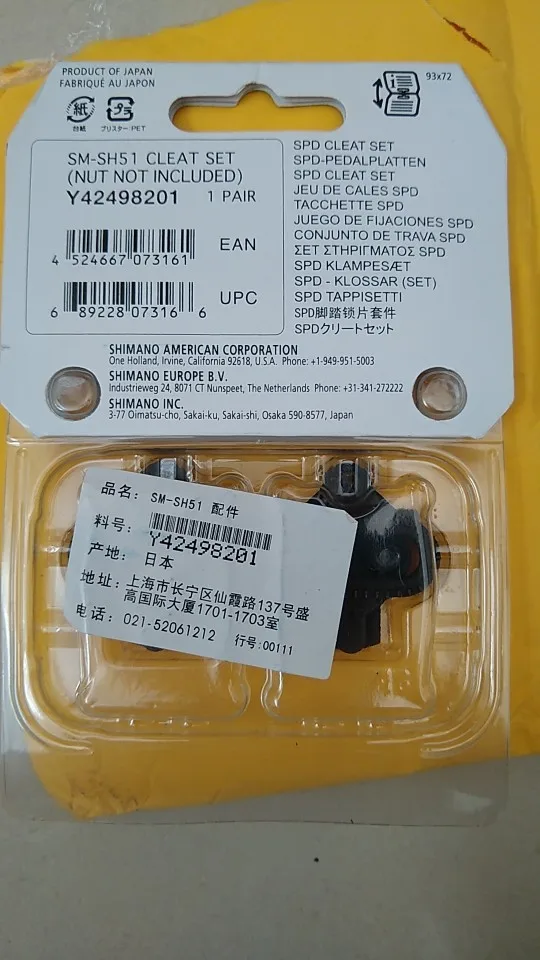 PRODUCT OF JAPAN
FABRIQUÉ AU JAPON
93x72
紙
プラ
台紙
ブリスター:PET
SM-SH51 CLEAT SET
(NUT NOT INCLUDED)
Y42498201 1 PAIR
4 524667 073161 EAN
6 89228 07316 6 UPC
SPD CLEAT SET
SPD-PEDALPLATTEN
SPD CLEAT SET
JEU DE CALES SPD
TACCHETTE SPD
JUEGO DE FIJACIONES SPD
CONJUNTO DE TRAVA SPD
ΣΕΤ ΣΤΗΡΙΓΜΑΤΟΣ SPD
SPD KLAMPESÆT
SPD - KLOSSAR (SET)
SPD TAPPISETTI
SPD脚踏锁片套件
SPDクリートセット
SHIMANO AMERICAN CORPORATION
One Holland, Irvine, California 92618, U.S.A. Phone: +1-949-951-5003
SHIMANO EUROPE B.V.
Industrieweg 24, 8071 CT Nunspeet, The Netherlands Phone: +31-341-272222
SHIMANO INC.
3-77 Oimatsu-cho, Sakai-ku, Sakai-shi, Osaka 590-8577, Japan
品名: SM-SH51 配件
料号: Y42498201
产地: 日本
地址: 上海市长宁区仙霞路137号盛
高国际大厦1701-1703室
电话: 021-52061212 行号:00111